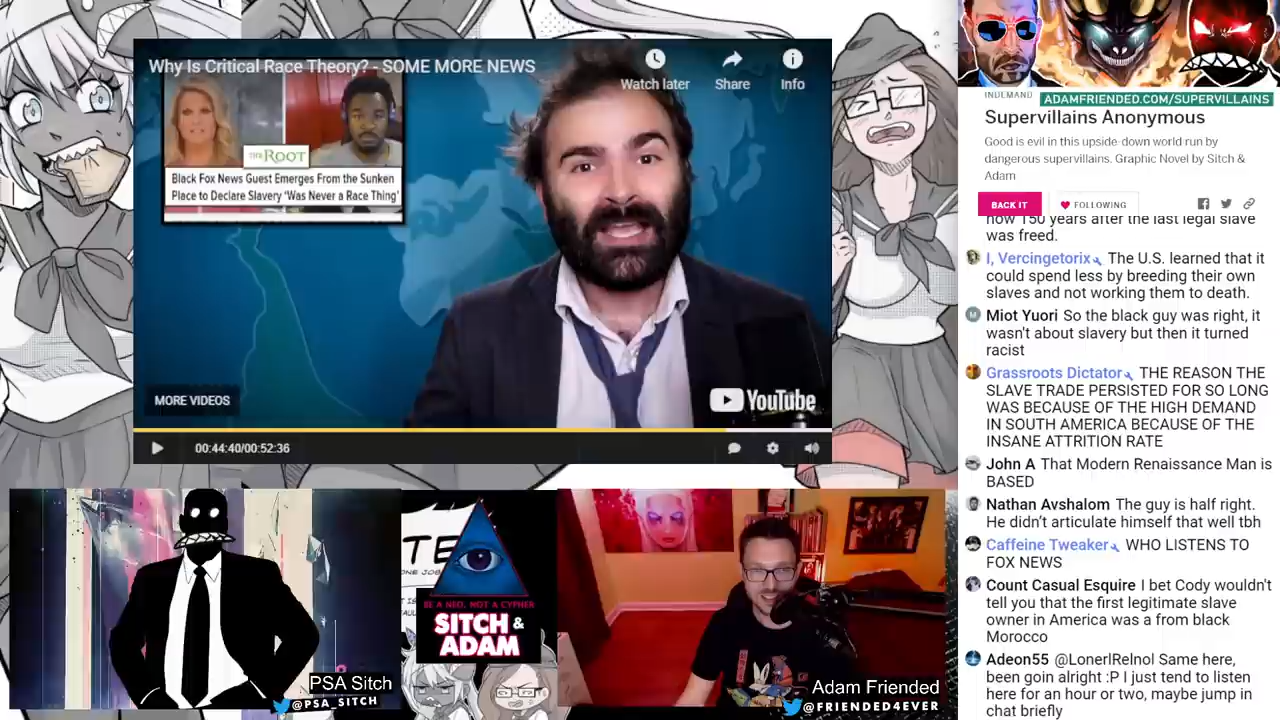 Why Is Critical Race Theory? - SOME MORE NEWS
Watch later
Share
Info
THE ROOT
Black Fox News Guest Emerges From the Sunken
Place to Declare Slavery 'Was Never a Race Thing'
MORE VIDEOS
YouTube
00:44:40/00:52:36
INDEMAND
ADAMFRIENDED.COM/SUPERVILLAINS
Supervillains Anonymous
Good is evil in this upside-down world run by
dangerous supervillains. Graphic Novel by Sitch &
Adam
BACK IT
FOLLOWING
now 150 years after the last legal slave
was freed.
I, Vercingetorix The U.S. learned that it
could spend less by breeding their own
slaves and not working them to death.
Miot Yuori So the black guy was right, it
wasn't about slavery but then it turned
racist
Grassroots Dictator THE REASON THE
SLAVE TRADE PERSISTED FOR SO LONG
WAS BECAUSE OF THE HIGH DEMAND
IN SOUTH AMERICA BECAUSE OF THE
INSANE ATTRITION RATE
John A That Modern Renaissance Man is
BASED
Nathan Avshalom The guy is half right.
He didn't articulate himself that well tbh
Caffeine Tweaker WHO LISTENS TO
FOX NEWS
Count Casual Esquire I bet Cody wouldn't
tell you that the first legitimate slave
owner in America was a from black
Morocco
Adeon55 @LonerlRelnol Same here,
been goin alright :P I just tend to listen
here for an hour or two, maybe jump in
chat briefly
BE A NEO, NOT A CYPHER
SITCH &
ADAM
PSA Sitch
@PSA_SITCH
Adam Friended
@FRIENDED4EVER